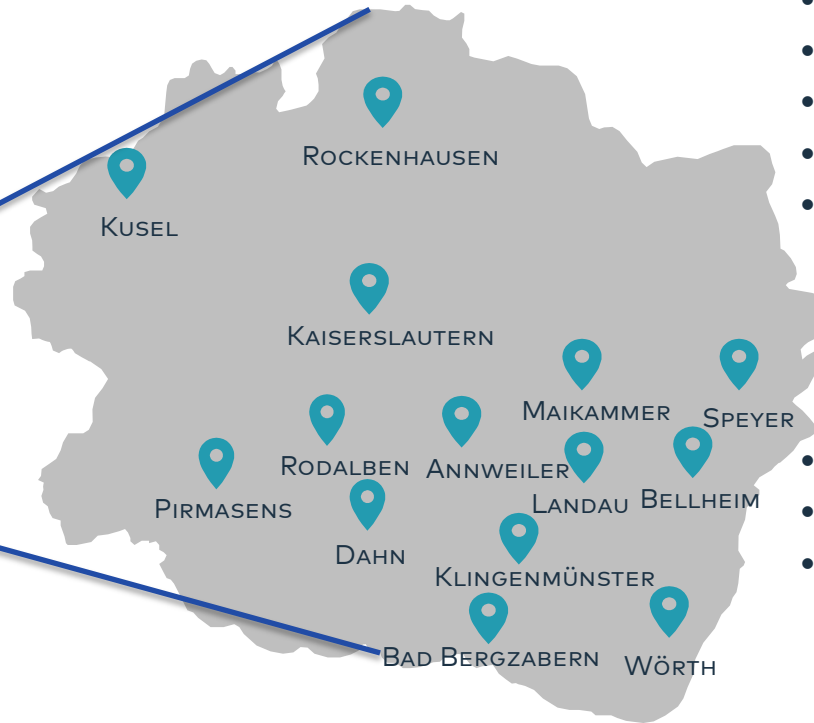 Rockenhausen
Kusel
Kaiserslautern
Maikammer
Speyer
Rodalben
Annweiler
Landau
Bellheim
Pirmasens
Dahn
Klingenmünster
Bad Bergzabern
Wörth